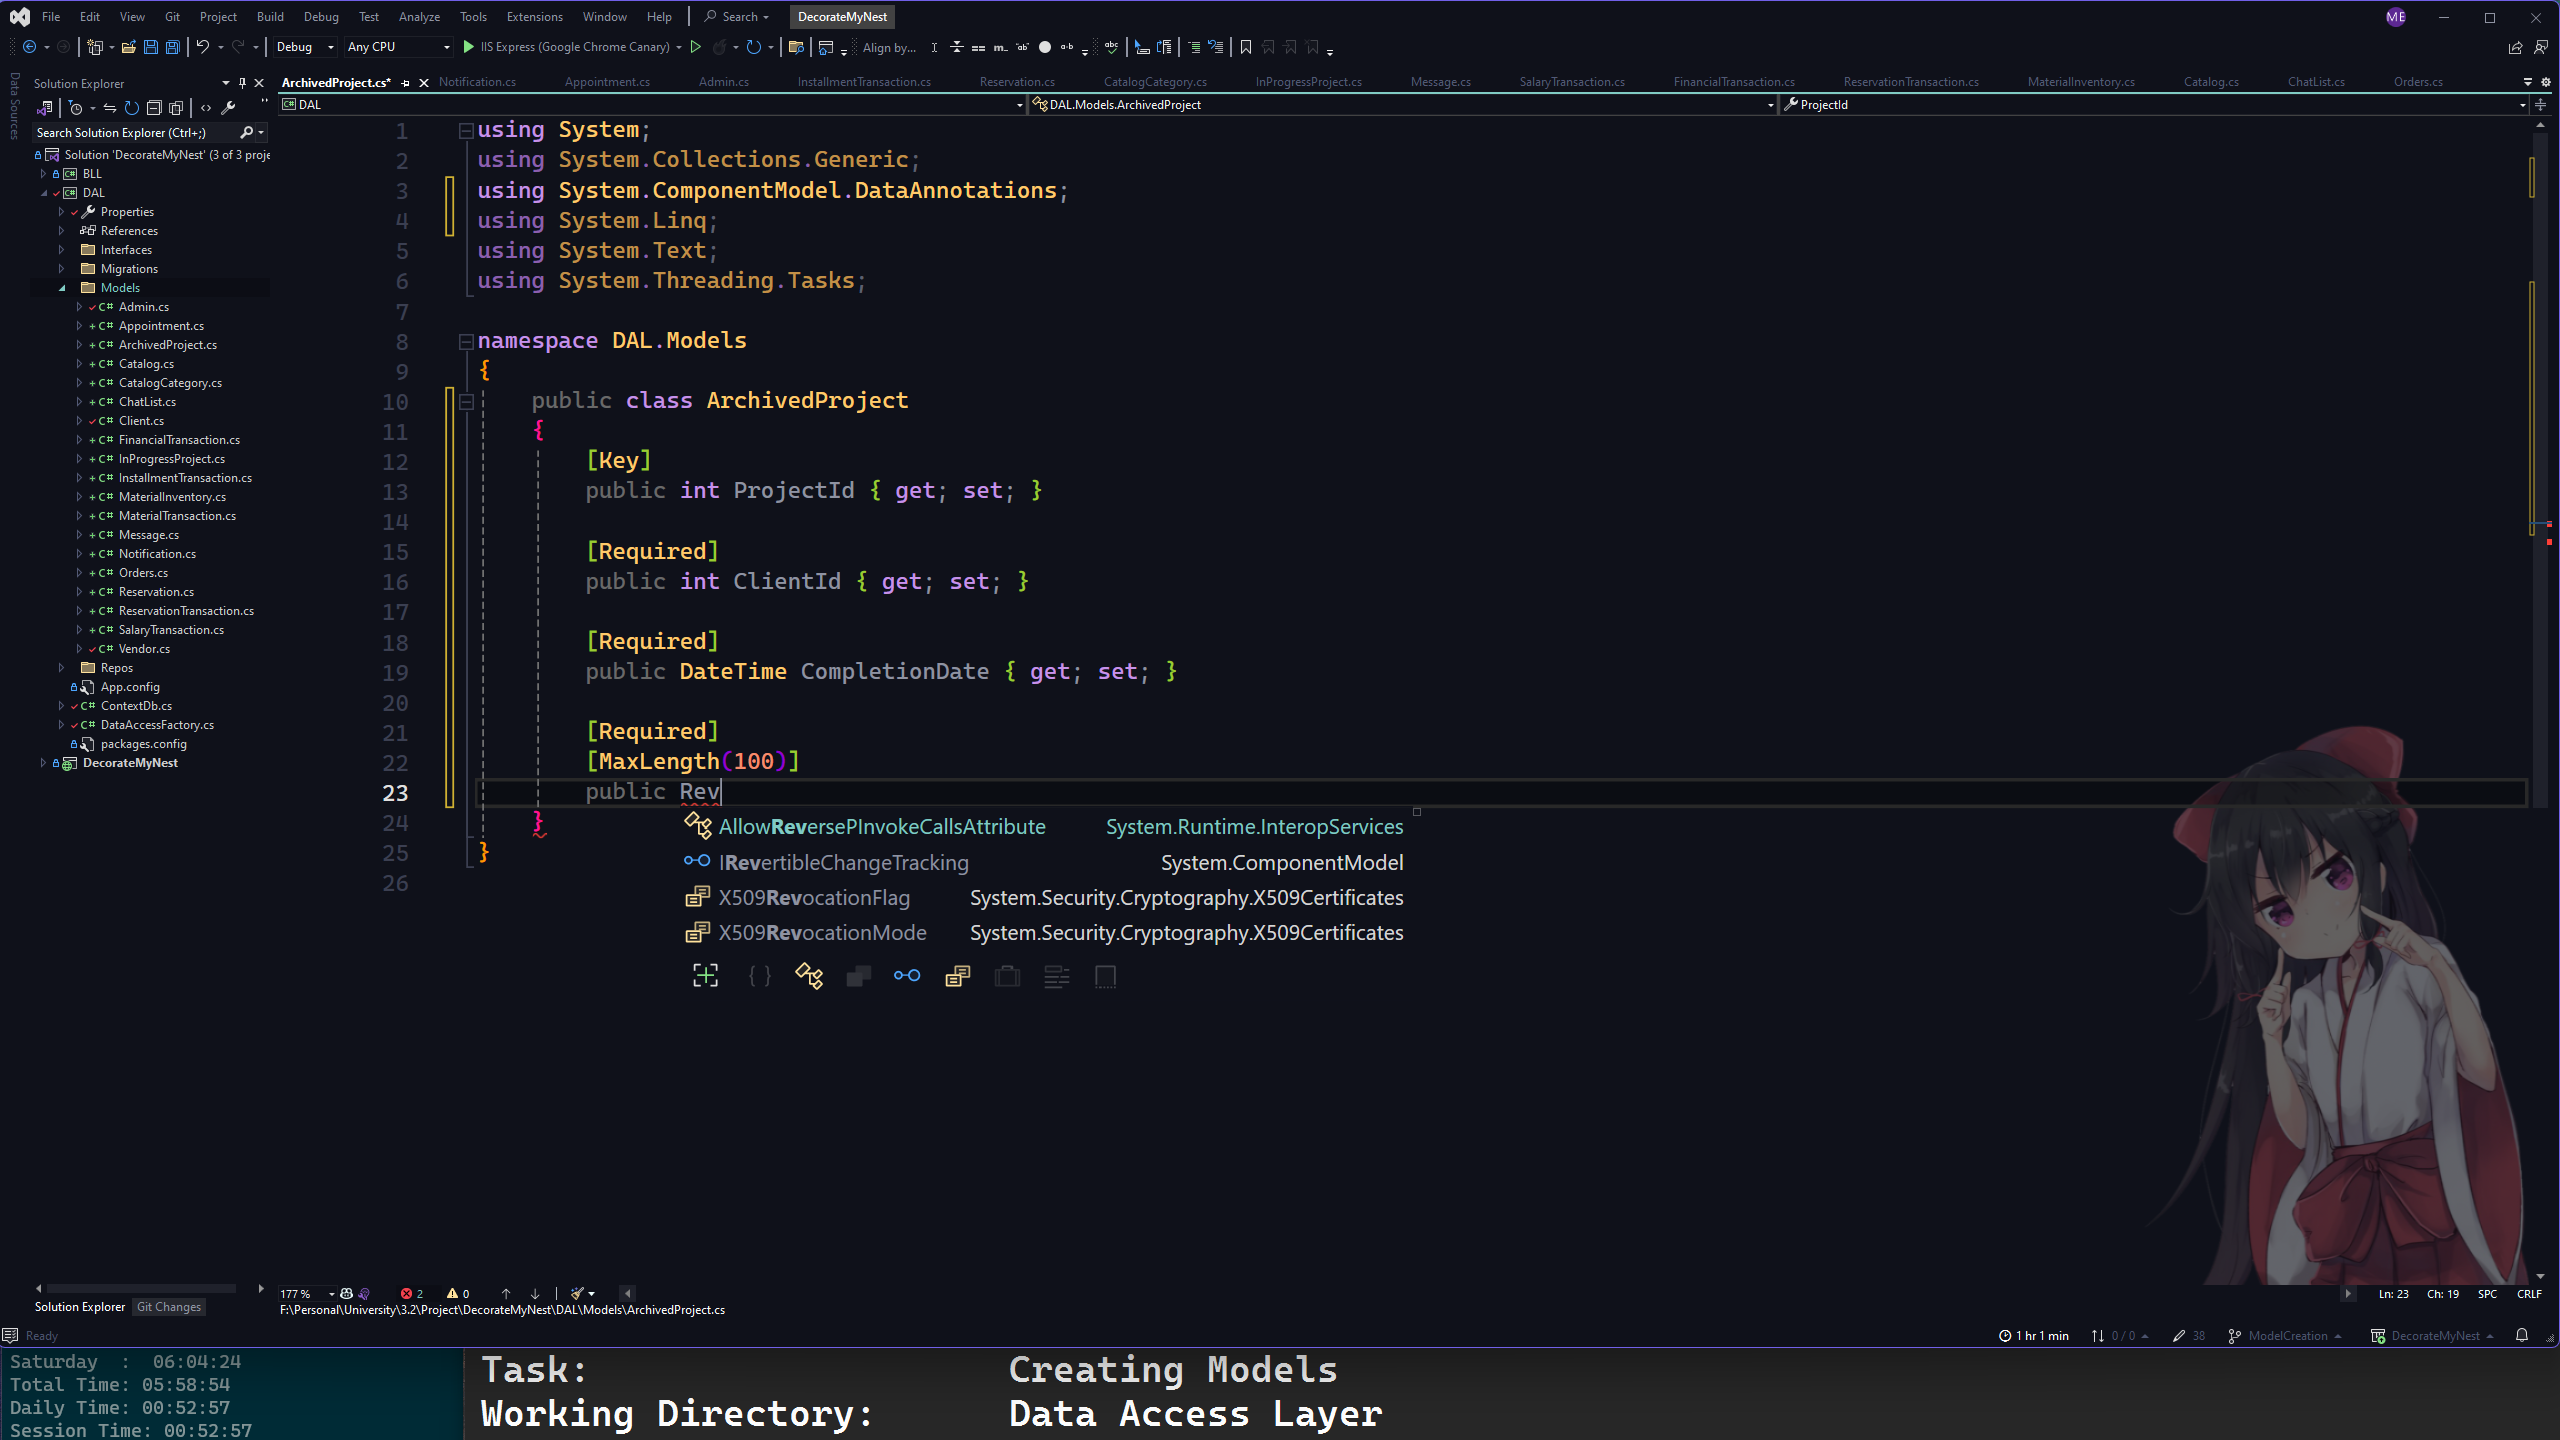 File Edit View Git Project Build Debug Test Analyze Tools Extensions Window Help Search DecorateMyNest ME
Debug Any CPU IIS Express (Google Chrome Canary) Align by...
Data Sources
Solution Explorer
Search Solution Explorer (Ctrl+;)
Solution 'DecorateMyNest' (3 of 3 proje
BLL
DAL
Properties
References
Interfaces
Migrations
Models
Admin.cs
Appointment.cs
ArchivedProject.cs
Catalog.cs
CatalogCategory.cs
ChatList.cs
Client.cs
FinancialTransaction.cs
InProgressProject.cs
InstallmentTransaction.cs
MaterialInventory.cs
MaterialTransaction.cs
Message.cs
Notification.cs
Orders.cs
Reservation.cs
ReservationTransaction.cs
SalaryTransaction.cs
Vendor.cs
Repos
App.config
ContextDb.cs
DataAccessFactory.cs
packages.config
DecorateMyNest
Solution Explorer Git Changes
ArchivedProject.cs* Notification.cs Appointment.cs Admin.cs InstallmentTransaction.cs Reservation.cs CatalogCategory.cs InProgressProject.cs Message.cs SalaryTransaction.cs FinancialTransaction.cs ReservationTransaction.cs MaterialInventory.cs Catalog.cs ChatList.cs Orders.cs
DAL DAL.Models.ArchivedProject ProjectId
1 using System;
2 using System.Collections.Generic;
3 using System.ComponentModel.DataAnnotations;
4 using System.Linq;
5 using System.Text;
6 using System.Threading.Tasks;
7
8 namespace DAL.Models
9 {
10 public class ArchivedProject
11 {
12 [Key]
13 public int ProjectId { get; set; }
14
15 [Required]
16 public int ClientId { get; set; }
17
18 [Required]
19 public DateTime CompletionDate { get; set; }
20
21 [Required]
22 [MaxLength(100)]
23 public Rev
24 }
25 }
26
AllowReversePInvokeCallsAttribute System.Runtime.InteropServices
IRevertibleChangeTracking System.ComponentModel
X509RevocationFlag System.Security.Cryptography.X509Certificates
X509RevocationMode System.Security.Cryptography.X509Certificates
177 % 2 0 Ln: 23 Ch: 19 SPC CRLF
F:\Personal\University\3.2\Project\DecorateMyNest\DAL\Models\ArchivedProject.cs
Ready 1 hr 1 min 0 / 0 38 ModelCreation DecorateMyNest
Saturday : 06:04:24
Total Time: 05:58:54
Daily Time: 00:52:57
Session Time: 00:52:57
Task: Creating Models
Working Directory: Data Access Layer